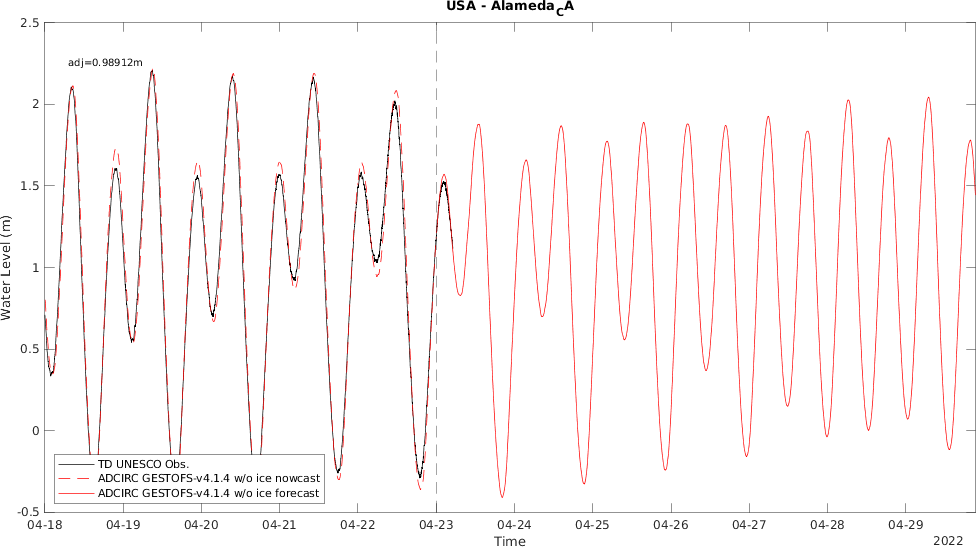 USA - Alameda_CA
2.5
adj=0.98912m
2
1.5
1
0.5
0
-0.5
Water Level (m)
TD UNESCO Obs.
ADCIRC GESTOFS-v4.1.4 w/o ice nowcast
ADCIRC GESTOFS-v4.1.4 w/o ice forecast
04-18 04-19 04-20 04-21 04-22 04-23 04-24 04-25 04-26 04-27 04-28 04-29
Time
2022